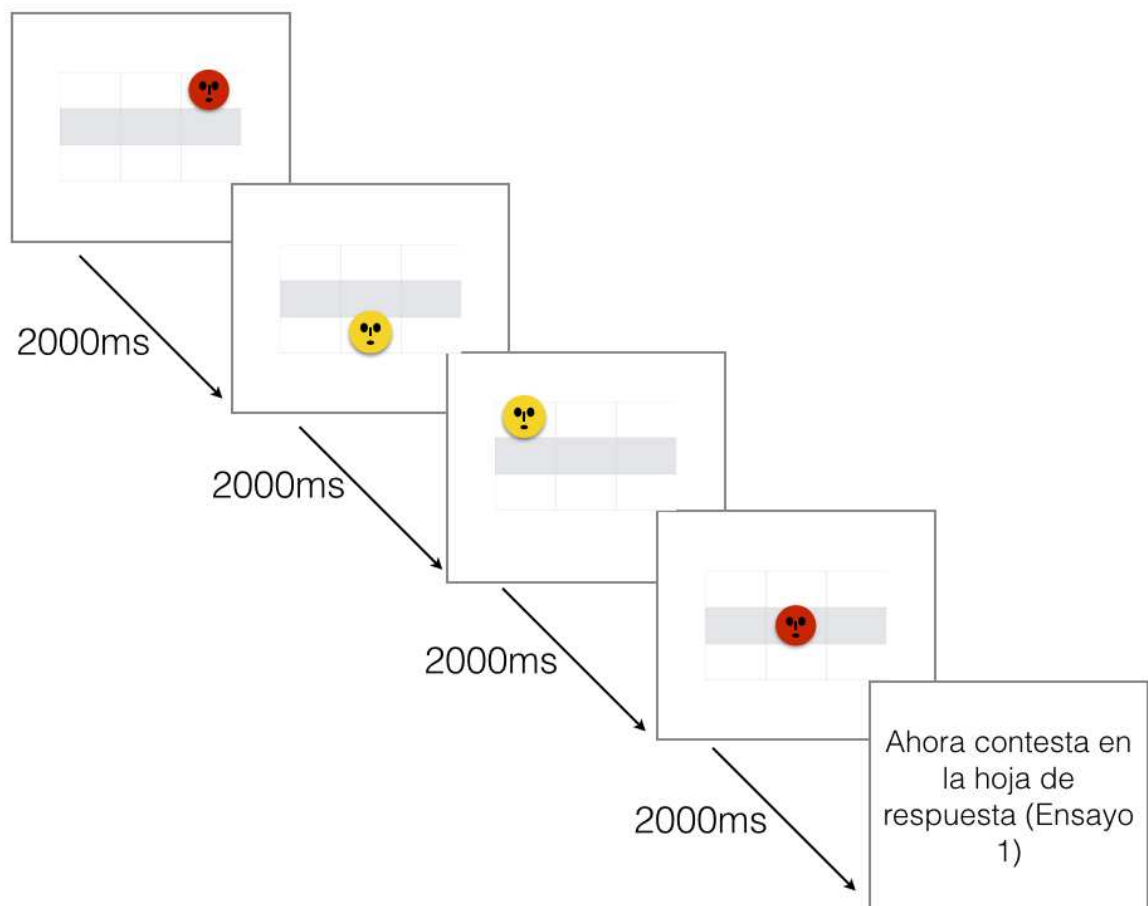 2000ms
2000ms
2000ms
2000ms
Ahora contesta en
la hoja de
respuesta (Ensayo
1)